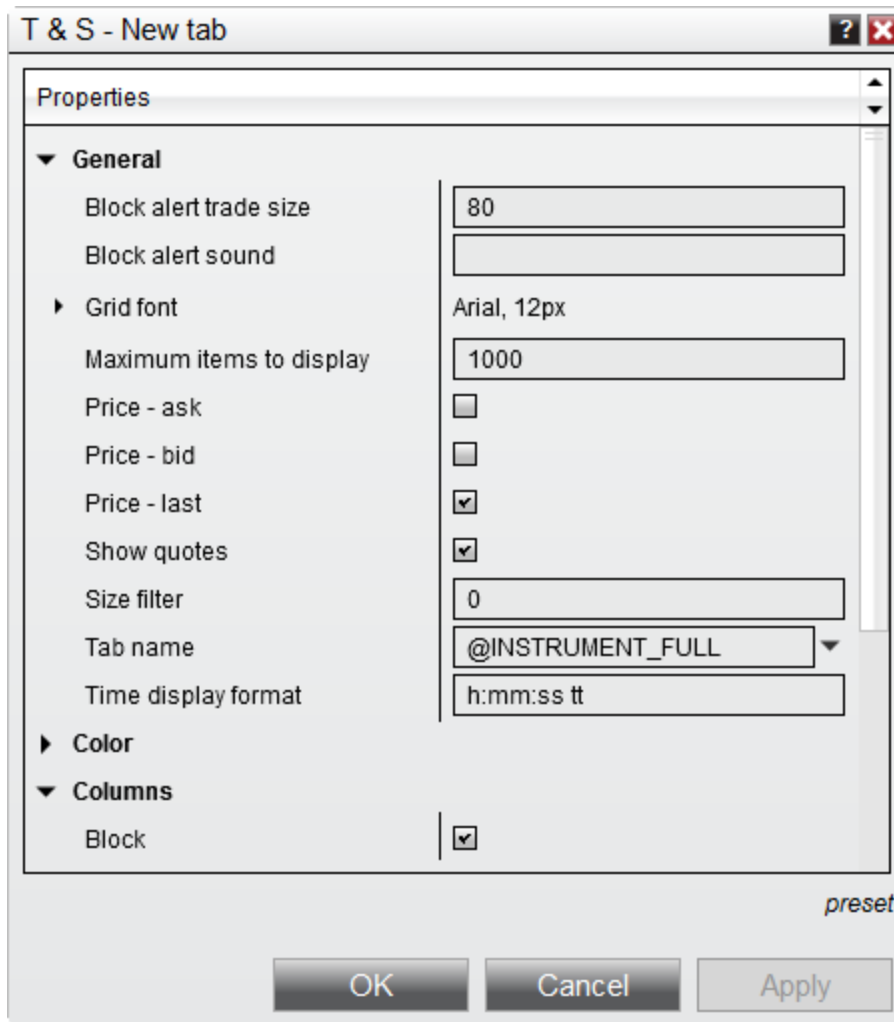 T & S - New tab
?
Properties
General
Block alert trade size 80
Block alert sound
Grid font Arial, 12px
Maximum items to display 1000
Price - ask
Price - bid
Price - last
Show quotes
Size filter 0
Tab name @INSTRUMENT_FULL
Time display format h:mm:ss tt
Color
Columns
Block
preset
OK Cancel Apply